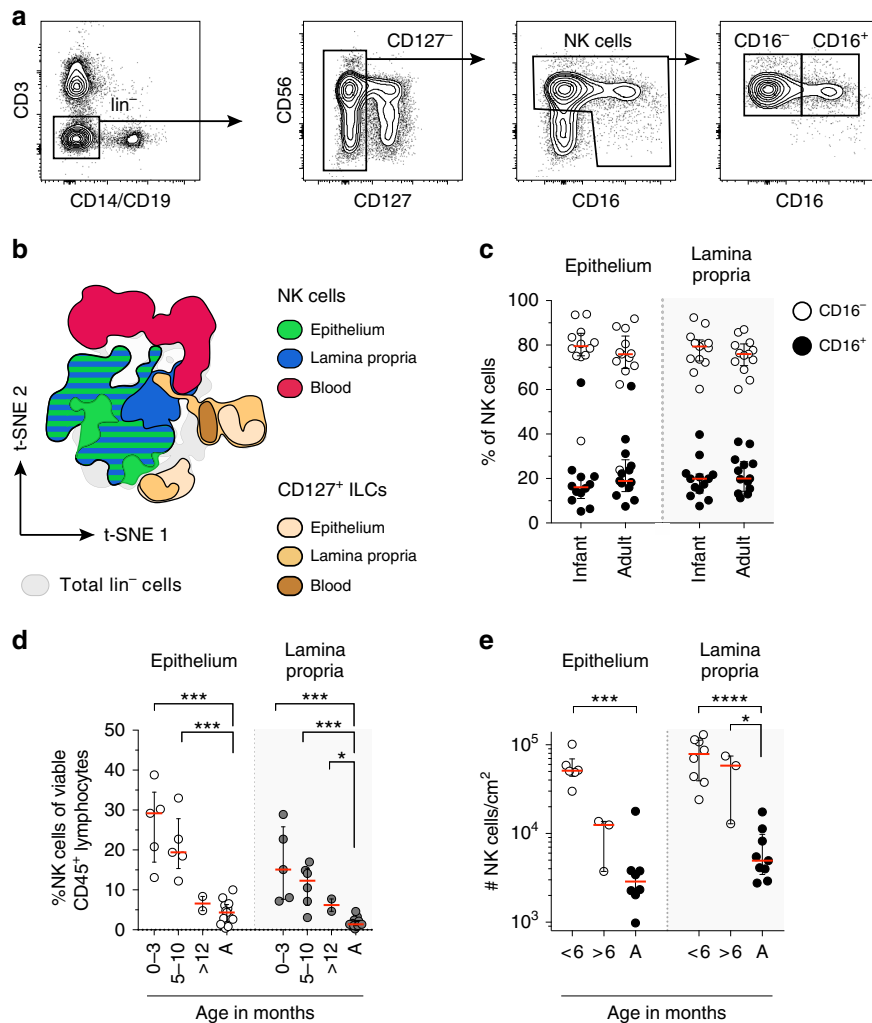 a
CD3
lin⁻
CD14/CD19
CD56
CD127⁻
CD127
NK cells
CD16
CD16⁻ CD16⁺
CD16
b
t-SNE 2
t-SNE 1
Total lin⁻ cells
NK cells
Epithelium
Lamina propria
Blood
CD127⁺ ILCs
Epithelium
Lamina propria
Blood
c
Epithelium
Lamina
propria
CD16⁻
CD16⁺
% of NK cells
100
80
60
40
20
0
Infant
Adult
Infant
Adult
d
Epithelium
Lamina
propria
***
***
***
***
*
%NK cells of viable
CD45⁺ lymphocytes
50
40
30
20
10
0
0–3
5–10
>12
A
0–3
5–10
>12
A
Age in months
e
Epithelium
Lamina
propria
***
****
*
# NK cells/cm²
10⁵
10⁴
10³
<6 >6 A <6 >6 A
Age in months